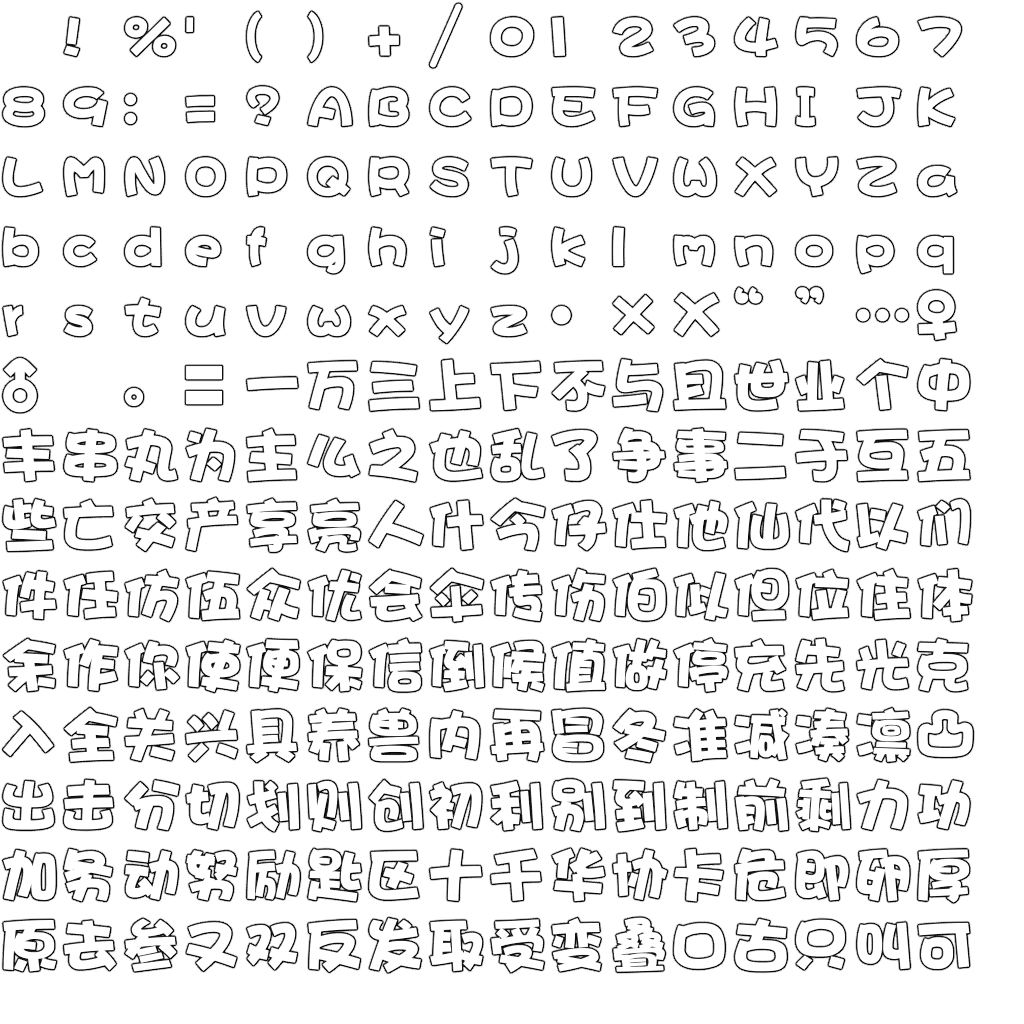 ! % ' ( ) + / 0 1 2 3 4 5 6 7
8 9 : = ? A B C D E F G H I J K
L M N O P Q R S T U V W X Y Z a
b c d e f g h i j k l m n o p q
r s t u v w x y z · × X “ ” … ♀
♂ 。 = 一 万 三 上 下 不 与 丑 世 业 个 中
丰 串 丸 为 主 么 之 也 乱 了 争 事 二 于 互 五
些 亡 交 产 享 亮 人 什 今 仔 仕 他 仙 代 以 们
件 任 仿 伍 众 优 会 伞 传 伤 伯 似 但 位 住 体
余 作 你 使 便 保 信 倒 候 值 做 停 充 先 光 克
入 全 关 兴 具 养 兽 内 再 冒 冬 准 减 凑 凛 凸
出 击 分 切 划 则 创 初 利 别 到 制 前 剩 力 功
加 务 动 努 励 匙 区 十 千 华 协 卡 危 即 卵 厚
原 去 参 又 双 反 发 取 受 变 叠 口 古 只 叫 可